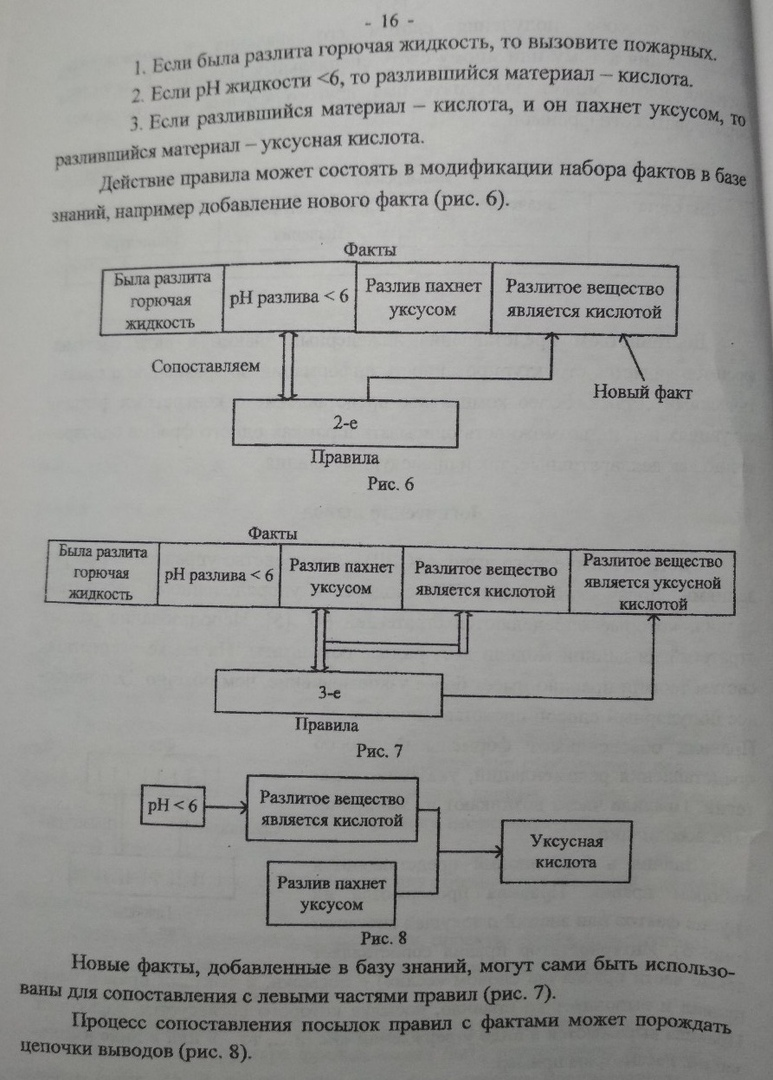 - 16 -
1. Если была разлита горючая жидкость, то вызовите пожарных.
2. Если pH жидкости <6, то разлившийся материал – кислота.
3. Если разлившийся материал – кислота, и он пахнет уксусом, то
разлившийся материал – уксусная кислота.
Действие правила может состоять в модификации набора фактов в базе
знаний, например добавление нового факта (рис. 6).
Факты
Была разлита
горючая
жидкость
pH разлива < 6
Разлив пахнет
уксусом
Разлитое вещество
является кислотой
Сопоставляем
Новый факт
2-е
Правила
Рис. 6
Факты
Была разлита
горючая
жидкость
pH разлива < 6
Разлив пахнет
уксусом
Разлитое вещество
является кислотой
Разлитое вещество
является уксусной
кислотой
3-е
Правила
Рис. 7
pH < 6
Разлитое вещество
является кислотой
Уксусная
кислота
Разлив пахнет
уксусом
Рис. 8
Новые факты, добавленные в базу знаний, могут сами быть использо-
ваны для сопоставления с левыми частями правил (рис. 7).
Процесс сопоставления посылок правил с фактами может порождать
цепочки выводов (рис. 8).